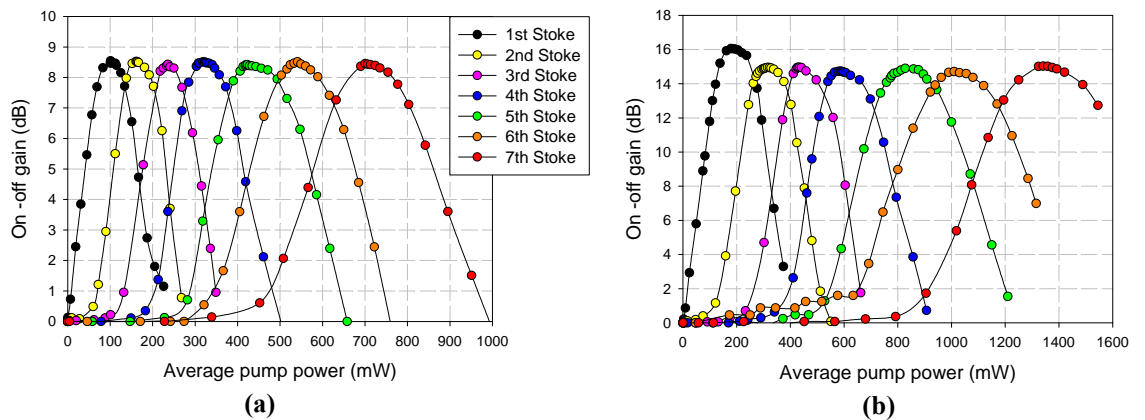 10
9
8
7
6
5
4
3
2
1
0
On -off gain (dB)
0 100 200 300 400 500 600 700 800 900 1000
Average pump power (mW)
1st Stoke
2nd Stoke
3rd Stoke
4th Stoke
5th Stoke
6th Stoke
7th Stoke
(a)
18
16
14
12
10
8
6
4
2
0
On -off gain (dB)
0 200 400 600 800 1000 1200 1400 1600
Average pump power (mW)
(b)